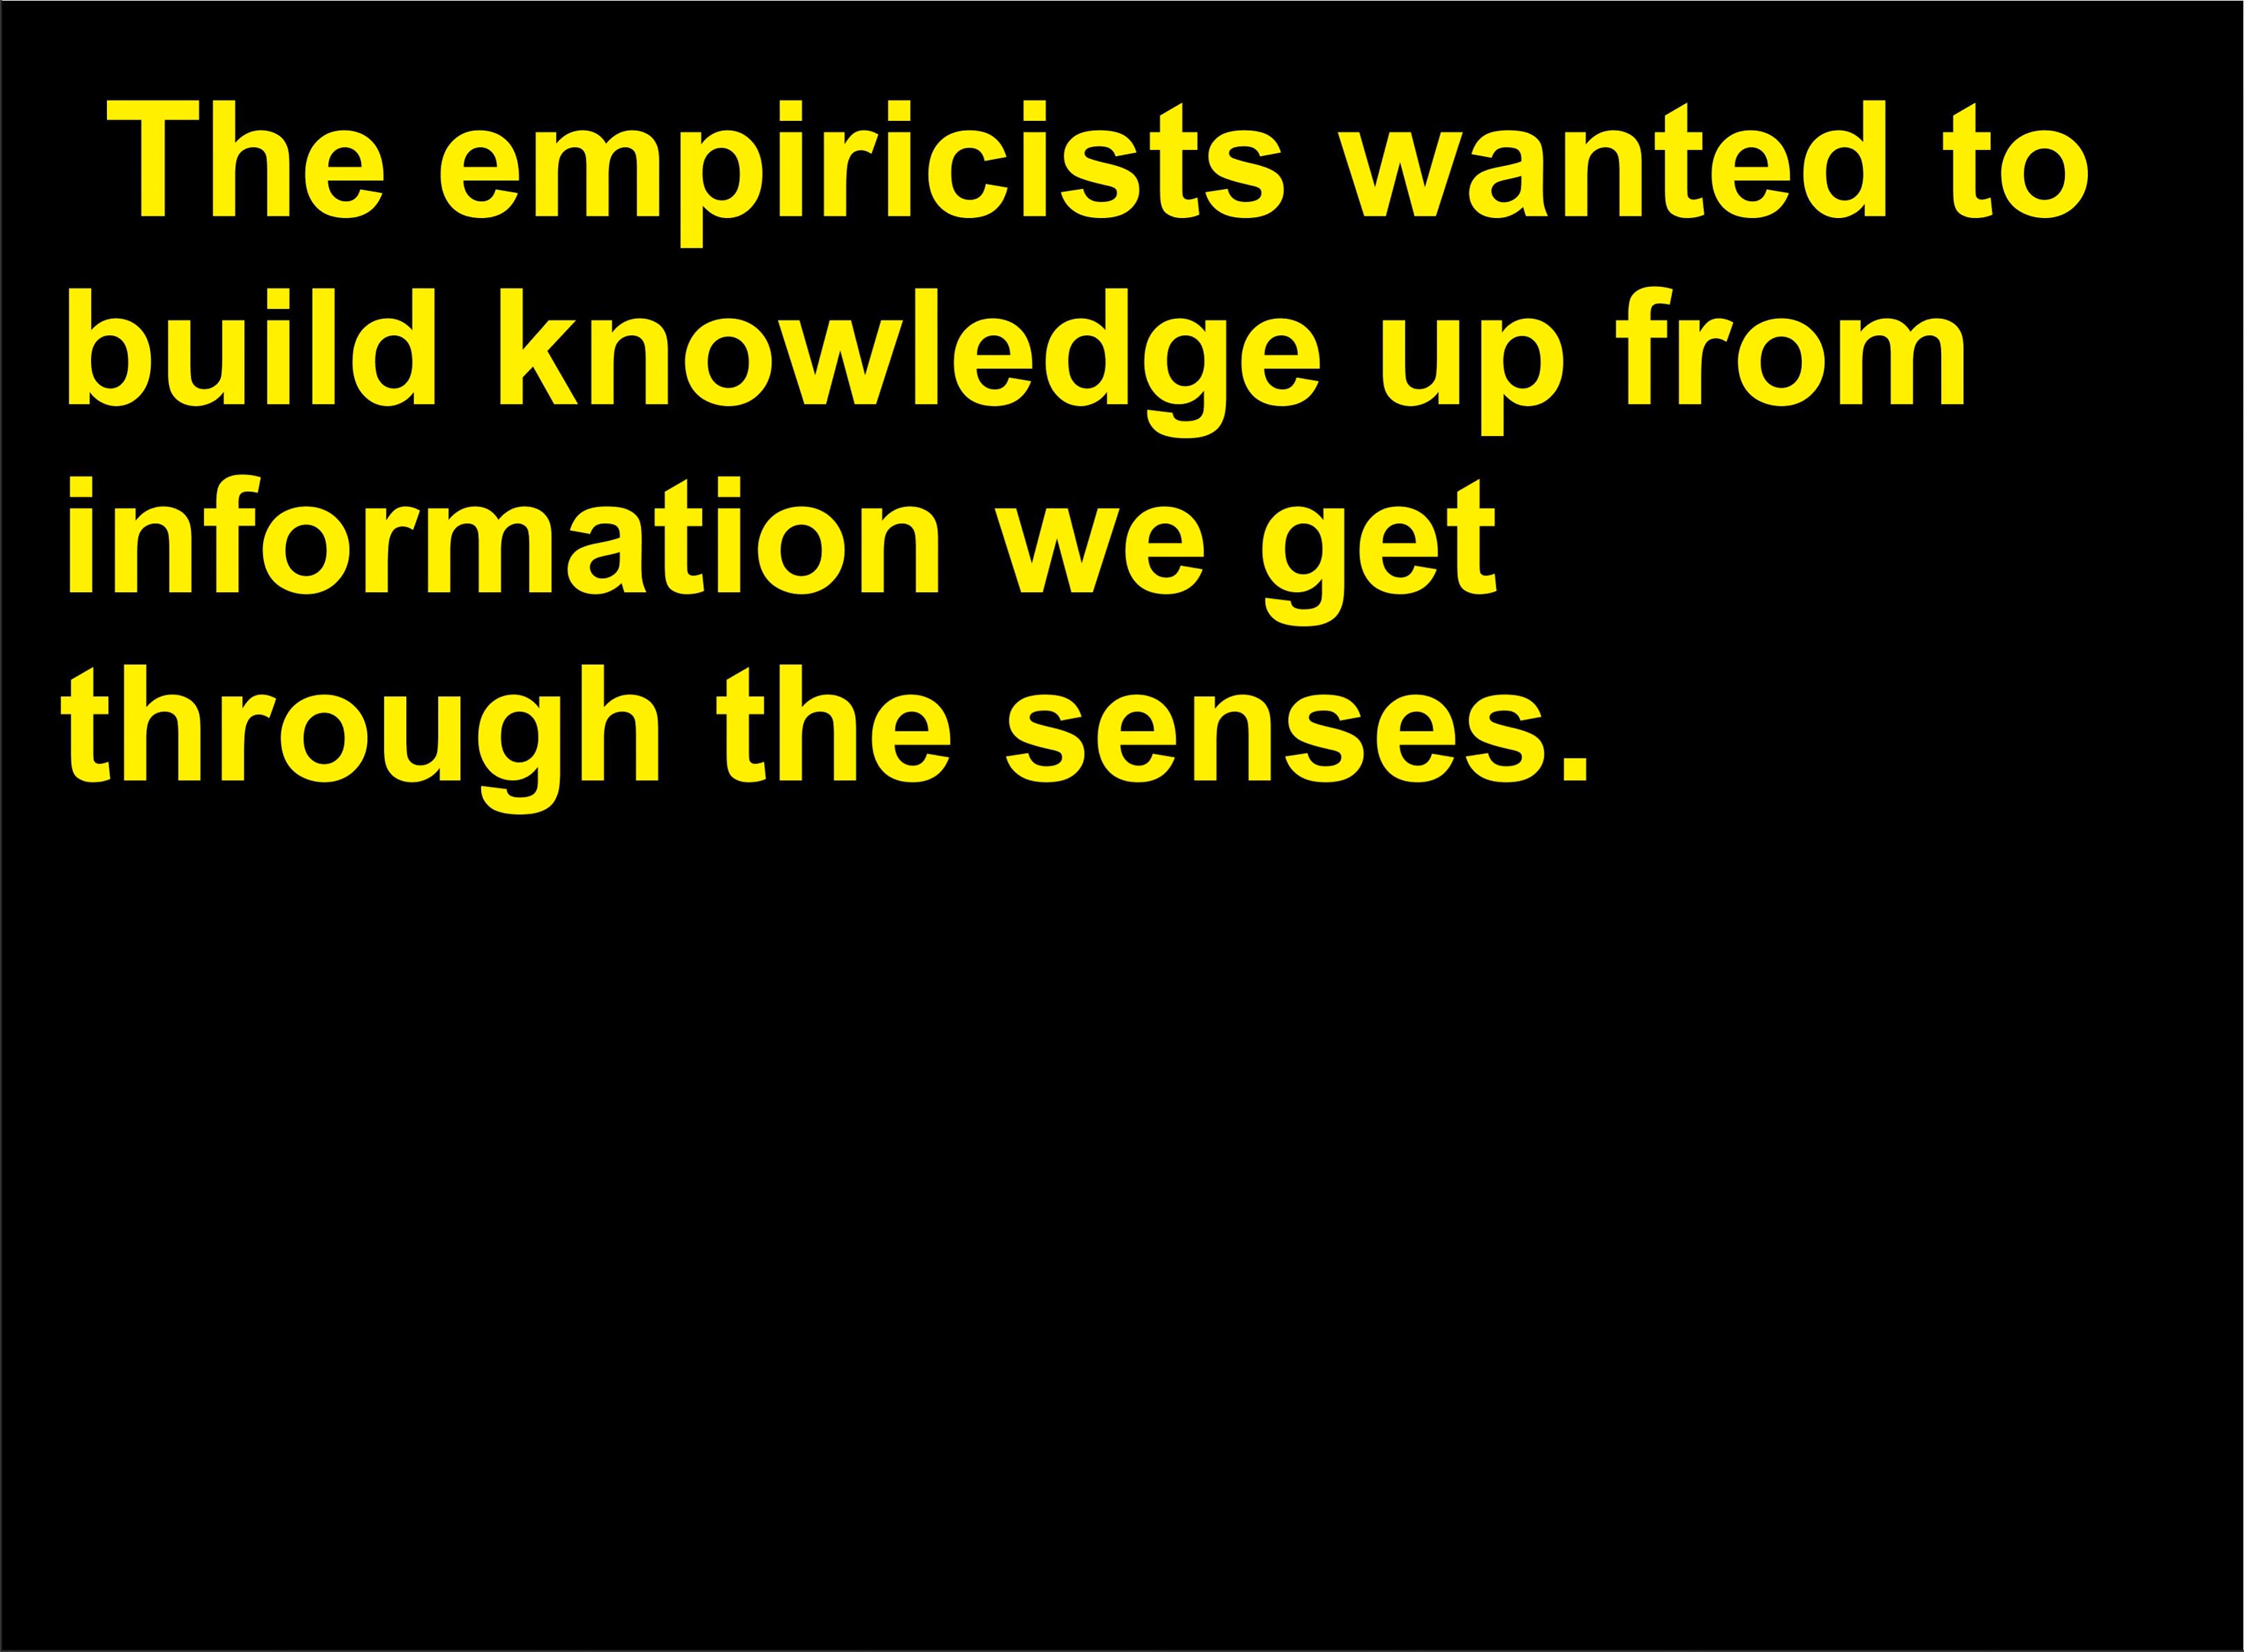 The empiricists wanted to
build knowledge up from
information we get
through the senses.